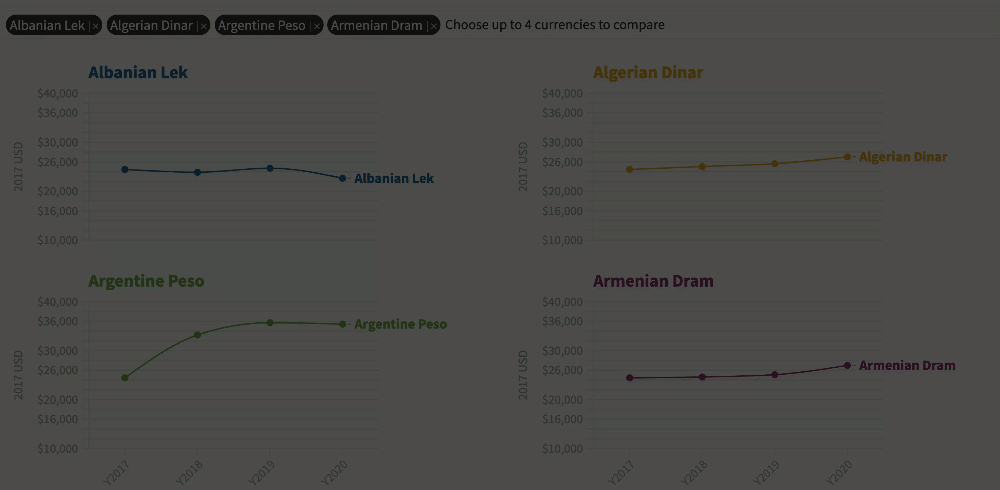 Albanian Lek |× Algerian Dinar |× Argentine Peso |× Armenian Dram |× Choose up to 4 currencies to compare
Albanian Lek
$40,000
$36,000
$30,000
$26,000
$20,000
$16,000
$10,000
2017 USD
Albanian Lek
Algerian Dinar
$40,000
$36,000
$30,000
$26,000
$20,000
$16,000
$10,000
2017 USD
Algerian Dinar
Argentine Peso
$40,000
$36,000
$30,000
$26,000
$20,000
$16,000
$10,000
2017 USD
Argentine Peso
Y2017
Y2018
Y2019
Y2020
Armenian Dram
$40,000
$36,000
$30,000
$26,000
$20,000
$16,000
$10,000
2017 USD
Armenian Dram
Y2017
Y2018
Y2019
Y2020